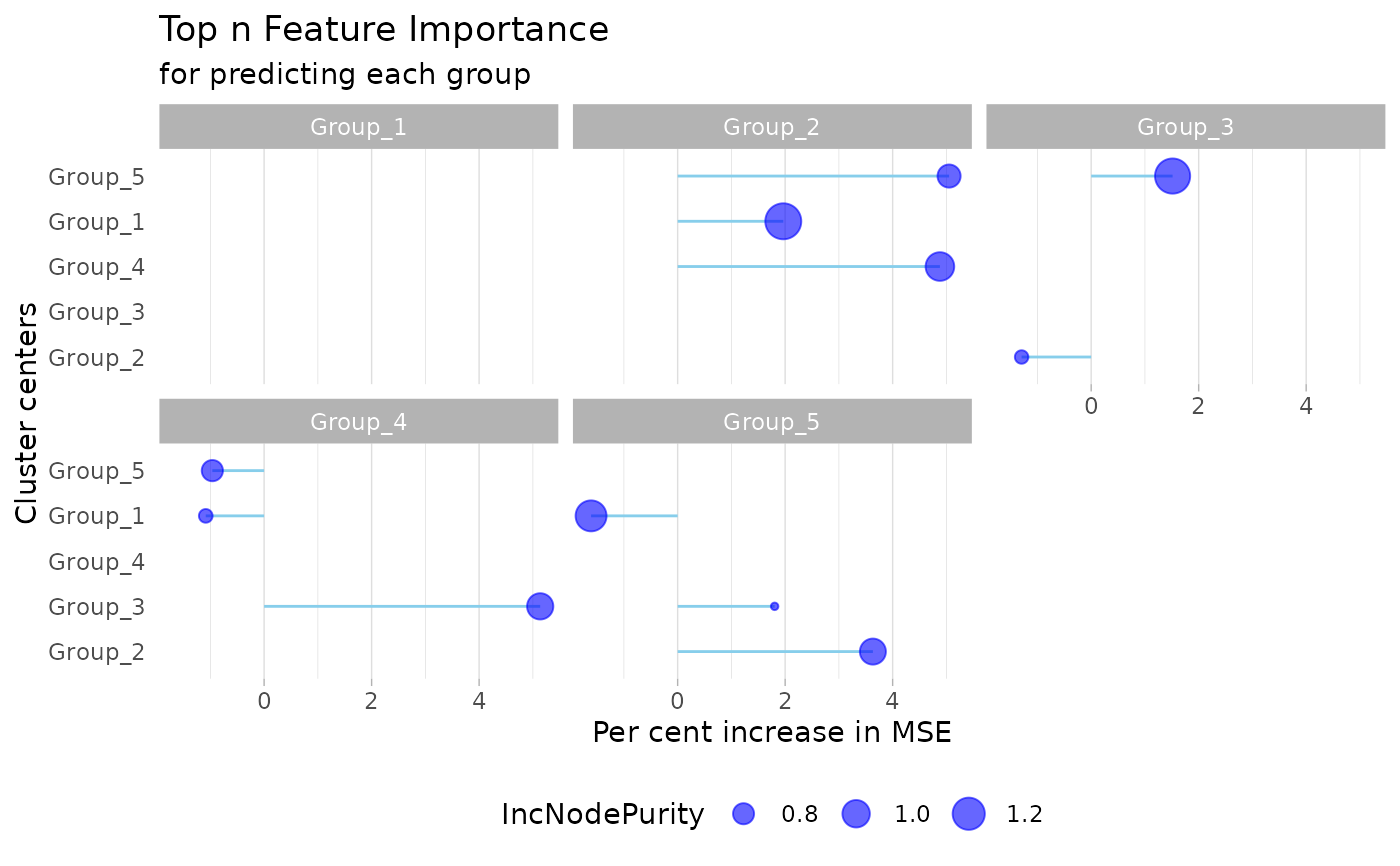 Top n Feature Importance
for predicting each group
Group_1 Group_2 Group_3
Group_5
Group_1
Group_4
Group_3
Group_2
0 2 4
Group_4 Group_5
Group_5
Group_1
Group_4
Group_3
Group_2
0 2 4 0 2 4
Cluster centers
Per cent increase in MSE
IncNodePurity 0.8 1.0 1.2